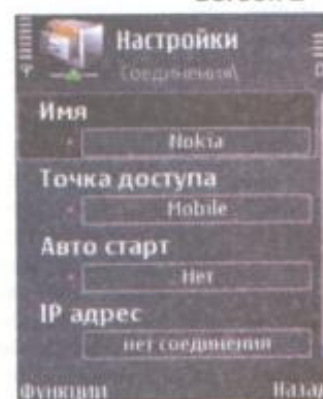 Настройки
Соединения\
Имя
Nokia
Точка доступа
Mobile
Авто старт
Нет
IP адрес
нет соединения
Функции Назад